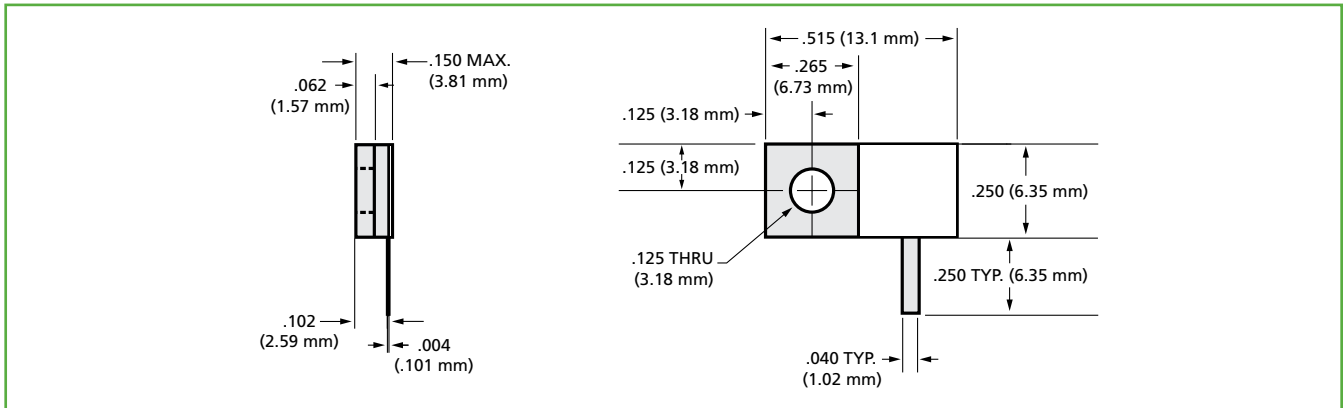 .150 MAX.
(3.81 mm)
.062
(1.57 mm)
.102
(2.59 mm)
.004
(.101 mm)
.515 (13.1 mm)
.265
(6.73 mm)
.125 (3.18 mm)
.125 (3.18 mm)
.250 (6.35 mm)
.125 THRU
(3.18 mm)
.250 TYP. (6.35 mm)
.040 TYP.
(1.02 mm)